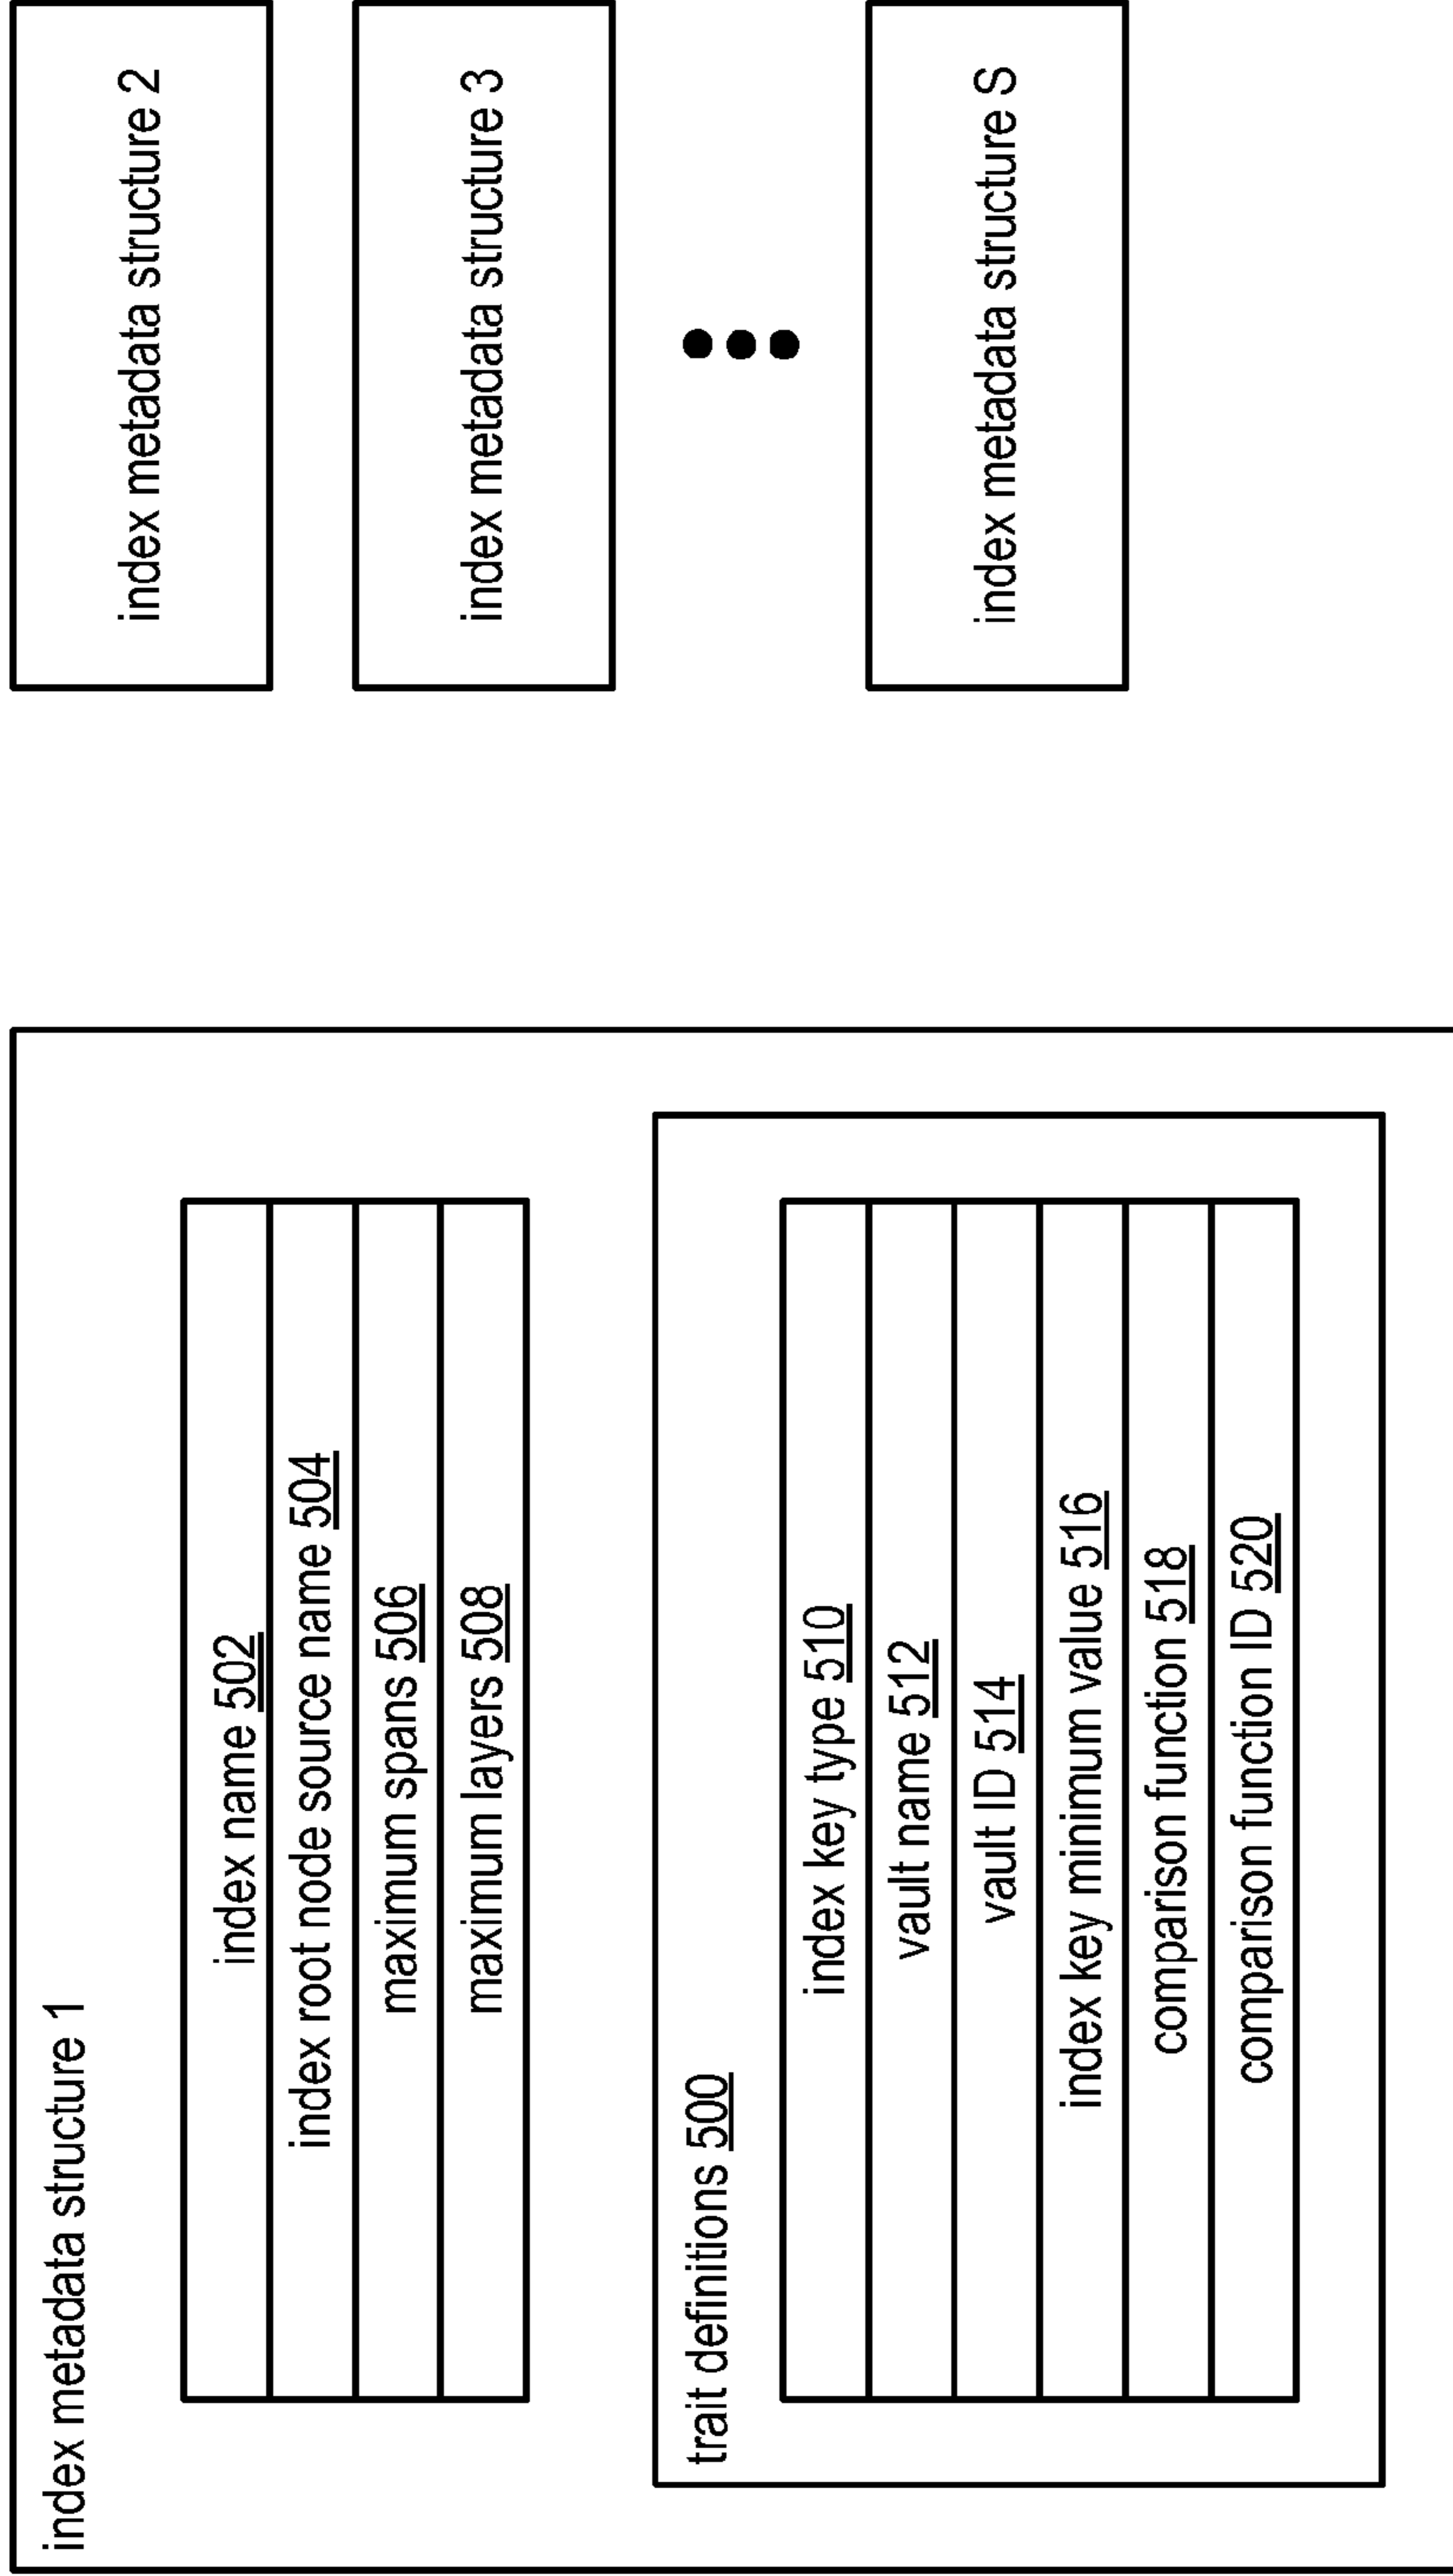 index metadata structure 1
index name 502
index root node source name 504
maximum spans 506
maximum layers 508
trait definitions 500
index key type 510
vault name 512
vault ID 514
index key minimum value 516
comparison function 518
comparison function ID 520
index metadata structure 2
index metadata structure 3
index metadata structure S